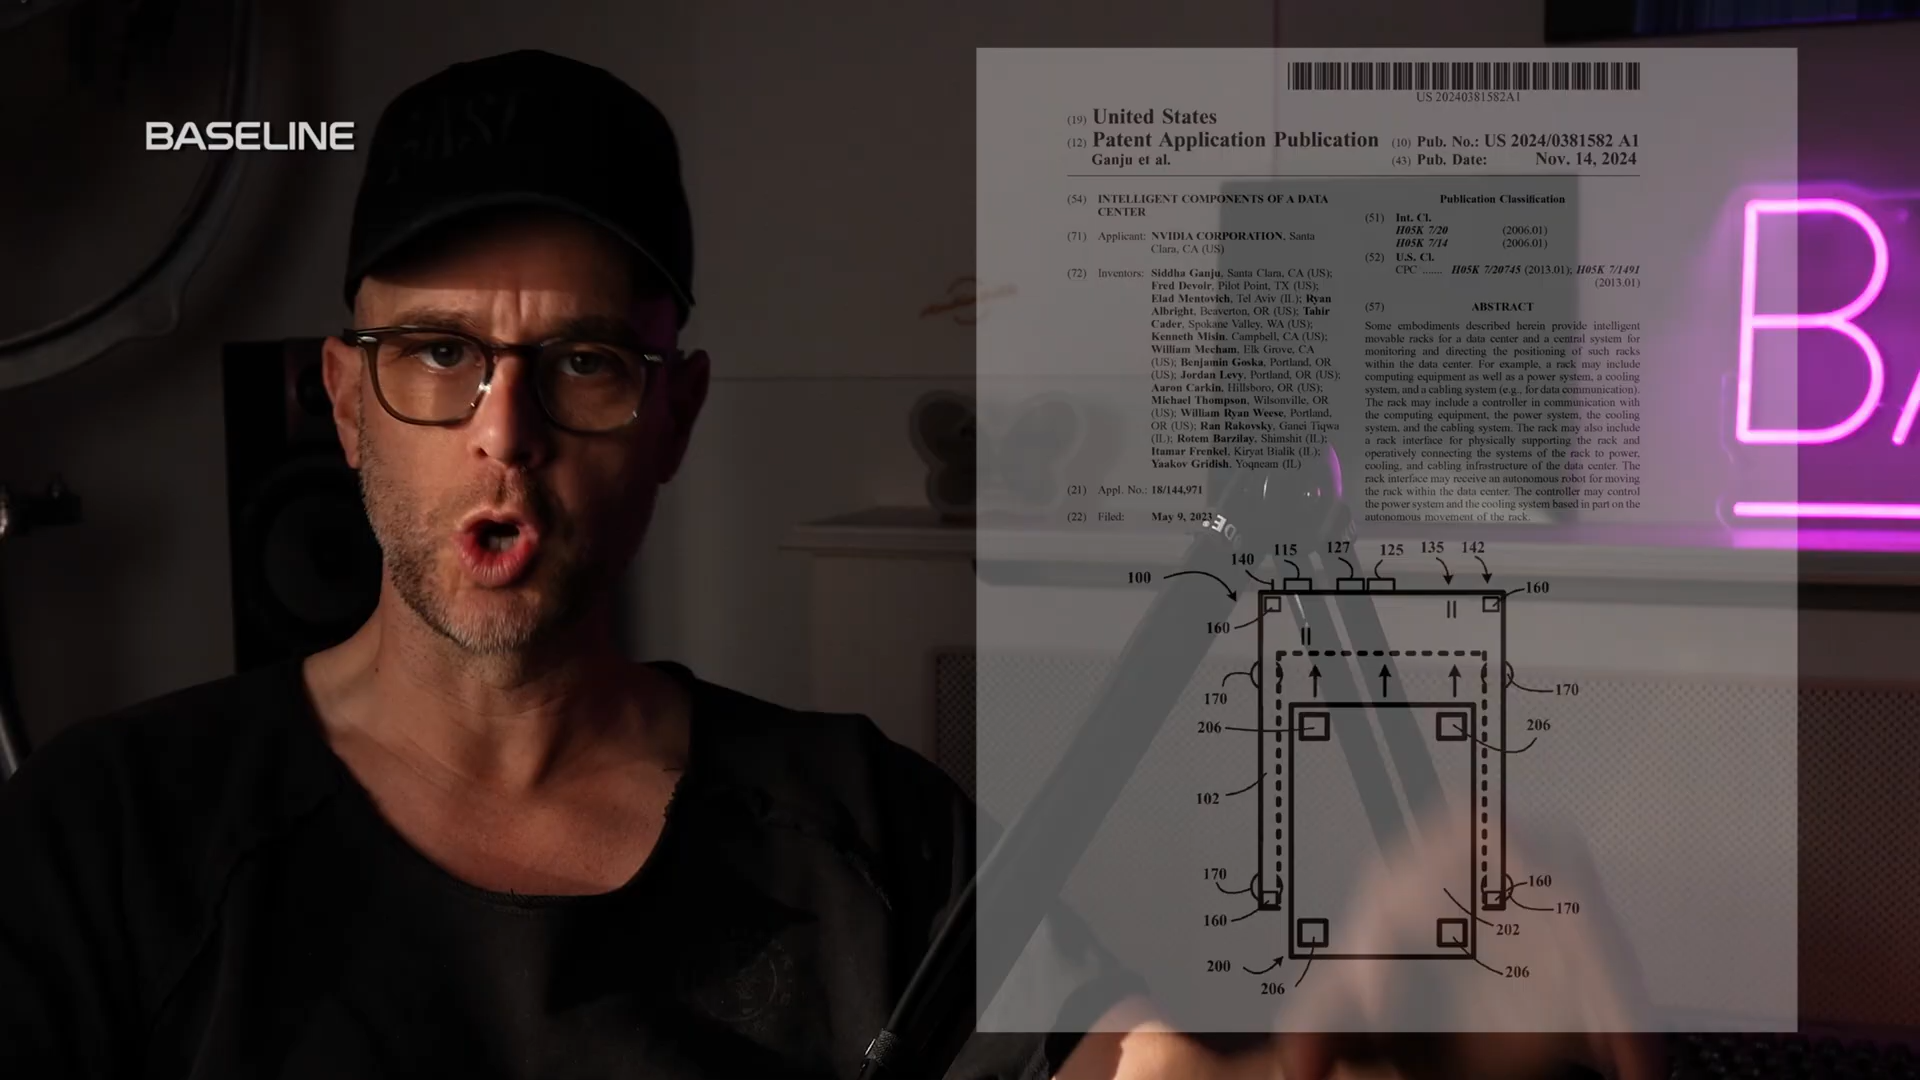 BASELINE
US 20240381582A1
(19) United States
(12) Patent Application Publication
Ganju et al.
(10) Pub. No.: US 2024/0381582 A1
(43) Pub. Date: Nov. 14, 2024
(54) INTELLIGENT COMPONENTS OF A DATA
CENTER
(71) Applicant: NVIDIA CORPORATION, Santa
Clara, CA (US)
(72) Inventors: Siddha Ganju, Santa Clara, CA (US);
Fred Devoir, Pilot Point, TX (US);
Elad Mentovich, Tel Aviv (IL); Ryan
Albright, Beaverton, OR (US); Tahir
Cader, Spokane Valley, WA (US);
Kenneth Misin, Campbell, CA (US);
William Mecham, Elk Grove, CA
(US); Benjamin Goska, Portland, OR
(US); Jordan Levy, Portland, OR (US);
Aaron Carkin, Hillsboro, OR (US);
Michael Thompson, Wilsonville, OR
(US); William Ryan Weese, Portland,
OR (US); Ran Rakovsky, Ganei Tiqwa
(IL); Rotem Barzilay, Shimshit (IL);
Itamar Frenkel, Kiryat Bialik (IL);
Yaakov Gridish, Yoqneam (IL)
(21) Appl. No.: 18/144,971
(22) Filed: May 9, 2023
Publication Classification
(51) Int. Cl.
H05K 7/20 (2006.01)
H05K 7/14 (2006.01)
(52) U.S. Cl.
CPC ...... H05K 7/20745 (2013.01); H05K 7/1491
(2013.01)
(57) ABSTRACT
Some embodiments described herein provide intelligent
movable racks for a data center and a central system for
monitoring and directing the positioning of such racks
within the data center. For example, a rack may include
computing equipment as well as a power system, a cooling
system, and a cabling system (e.g., for data communication).
The rack may include a controller in communication with
the computing equipment, the power system, the cooling
system, and the cabling system. The rack may also include
a rack interface for physically supporting the rack and
operatively connecting the systems of the rack to power,
cooling, and cabling infrastructure of the data center. The
rack interface may receive an autonomous robot for moving
the rack within the data center. The controller may control
the power system and the cooling system based in part on the
autonomous movement of the rack.
140 115 127 125 135 142
100
160
160
170
170
206
206
102
170
160
160
170
202
200
206
206
BA